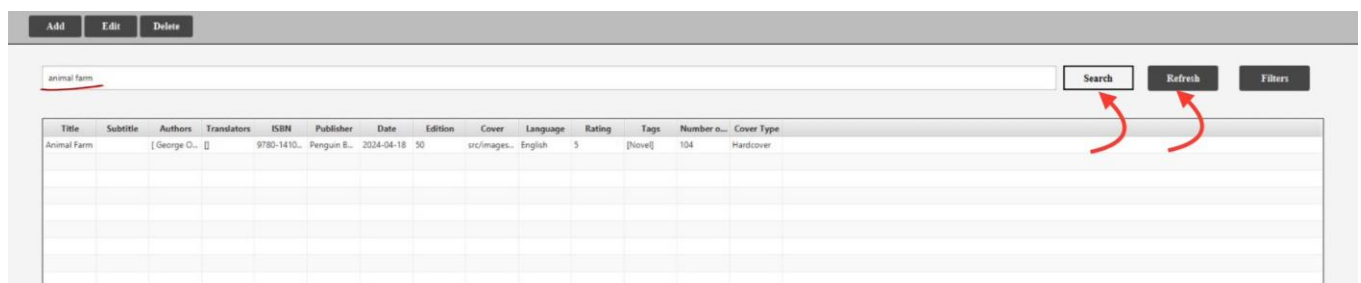 Add Edit Delete
animal farm Search Refresh Filters
Title Subtitle Authors Translators ISBN Publisher Date Edition Cover Language Rating Tags Number o... Cover Type
Animal Farm [ George O... [] 9780-1410... Penguin B... 2024-04-18 50 src/images... English 5 [Novel] 104 Hardcover